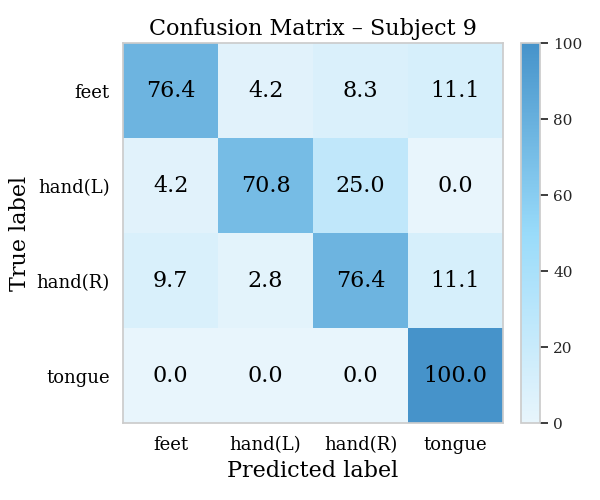 Confusion Matrix – Subject 9
True label
feet 76.4 4.2 8.3 11.1
hand(L) 4.2 70.8 25.0 0.0
hand(R) 9.7 2.8 76.4 11.1
tongue 0.0 0.0 0.0 100.0
feet hand(L) hand(R) tongue
Predicted label
100
80
60
40
20
0